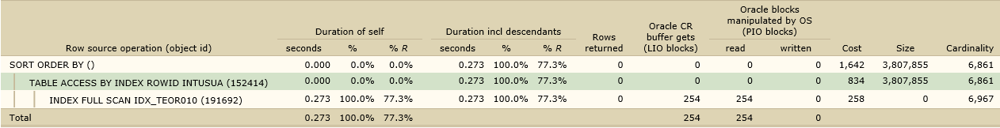 Row source operation (object id) Duration of self Duration incl descendants Rows returned Oracle CR buffer gets (LIO blocks) Oracle blocks manipulated by OS (PIO blocks) Cost Size Cardinality
seconds % % R seconds % % R read written
SORT ORDER BY () 0.000 0.0% 0.0% 0.273 100.0% 77.3% 0 0 0 0 1,642 3,807,855 6,861
TABLE ACCESS BY INDEX ROWID INTUSUA (152414) 0.000 0.0% 0.0% 0.273 100.0% 77.3% 0 0 0 0 834 3,807,855 6,861
INDEX FULL SCAN IDX_TEOR010 (191692) 0.273 100.0% 77.3% 0.273 100.0% 77.3% 0 254 254 0 258 0 6,967
Total 0.273 100.0% 77.3% 254 254 0